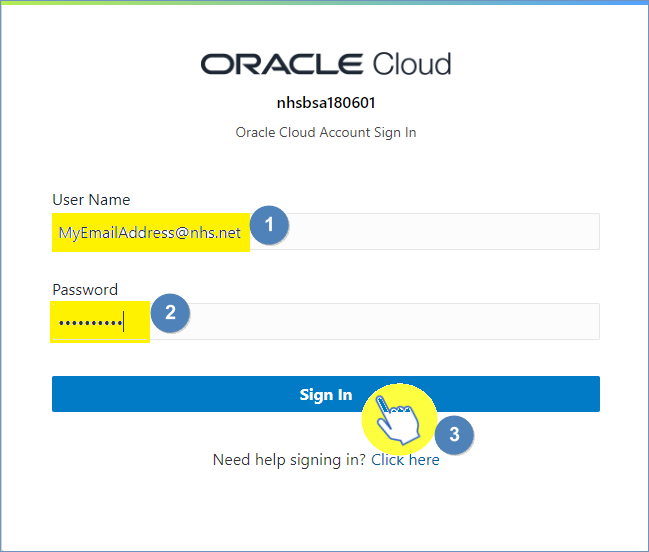 ORACLE Cloud
nhsbsa180601
Oracle Cloud Account Sign In
User Name
MyEmailAddress@nhs.net
1
Password
••••••••••
2
Sign In
3
Need help signing in? Click here